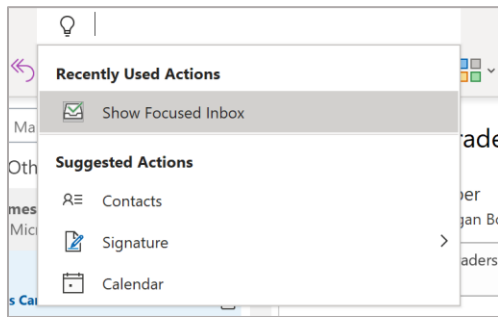 Recently Used Actions
Show Focused Inbox
Suggested Actions
Contacts
Signature
Calendar